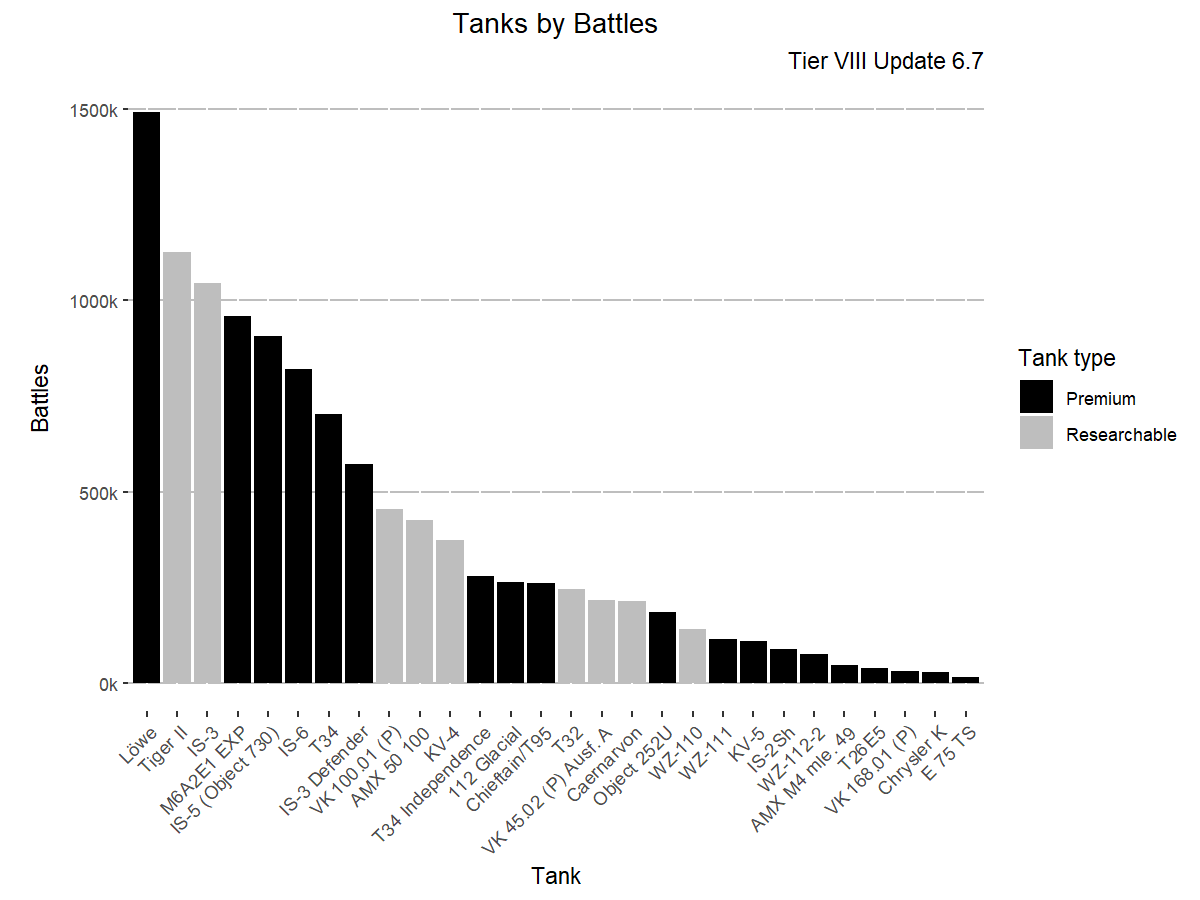 Tanks by Battles
Tier VIII Update 6.7
1500k
1000k
500k
0k
Battles
Löwe
Tiger II
IS-3
M6A2E1 EXP
IS-5 (Object 730)
IS-6
T34
IS-3 Defender
VK 100.01 (P)
AMX 50 100
KV-4
T34 Independence
112 Glacial
Chieftain/T95
T32
VK 45.02 (P) Ausf. A
Caernarvon
Object 252U
WZ-110
WZ-111
KV-5
IS-2Sh
WZ-112-2
AMX M4 mle. 49
T26E5
VK 168.01 (P)
Chrysler K
E 75 TS
Tank
Tank type
Premium
Researchable